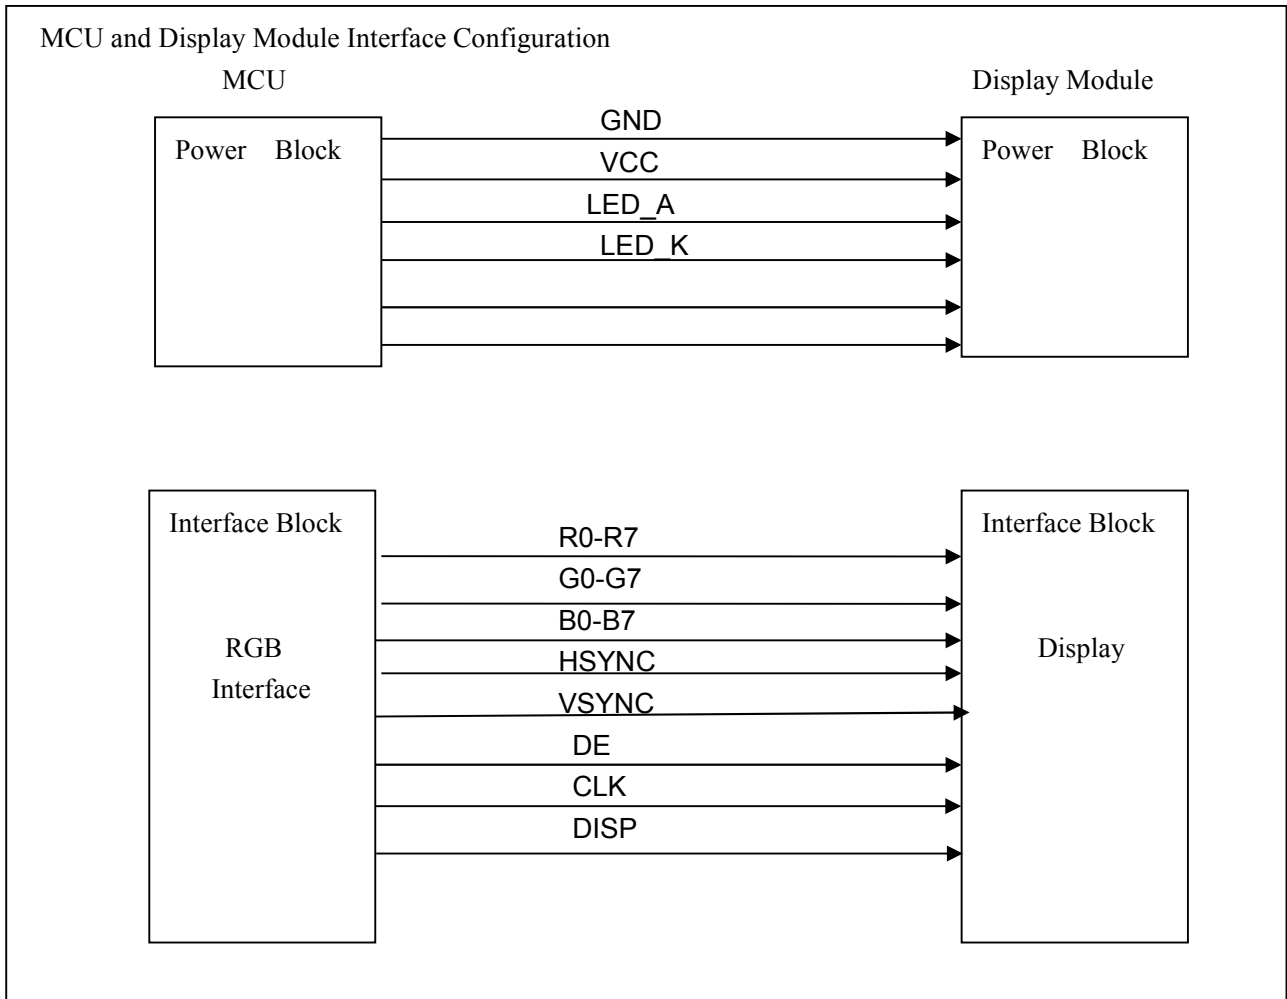 MCU and Display Module Interface Configuration
MCU
Display Module
GND
Power Block
Power Block
VCC
LED_A
LED_K
Interface Block
Interface Block
R0-R7
G0-G7
B0-B7
RGB
Display
HSYNC
Interface
VSYNC
DE
CLK
DISP